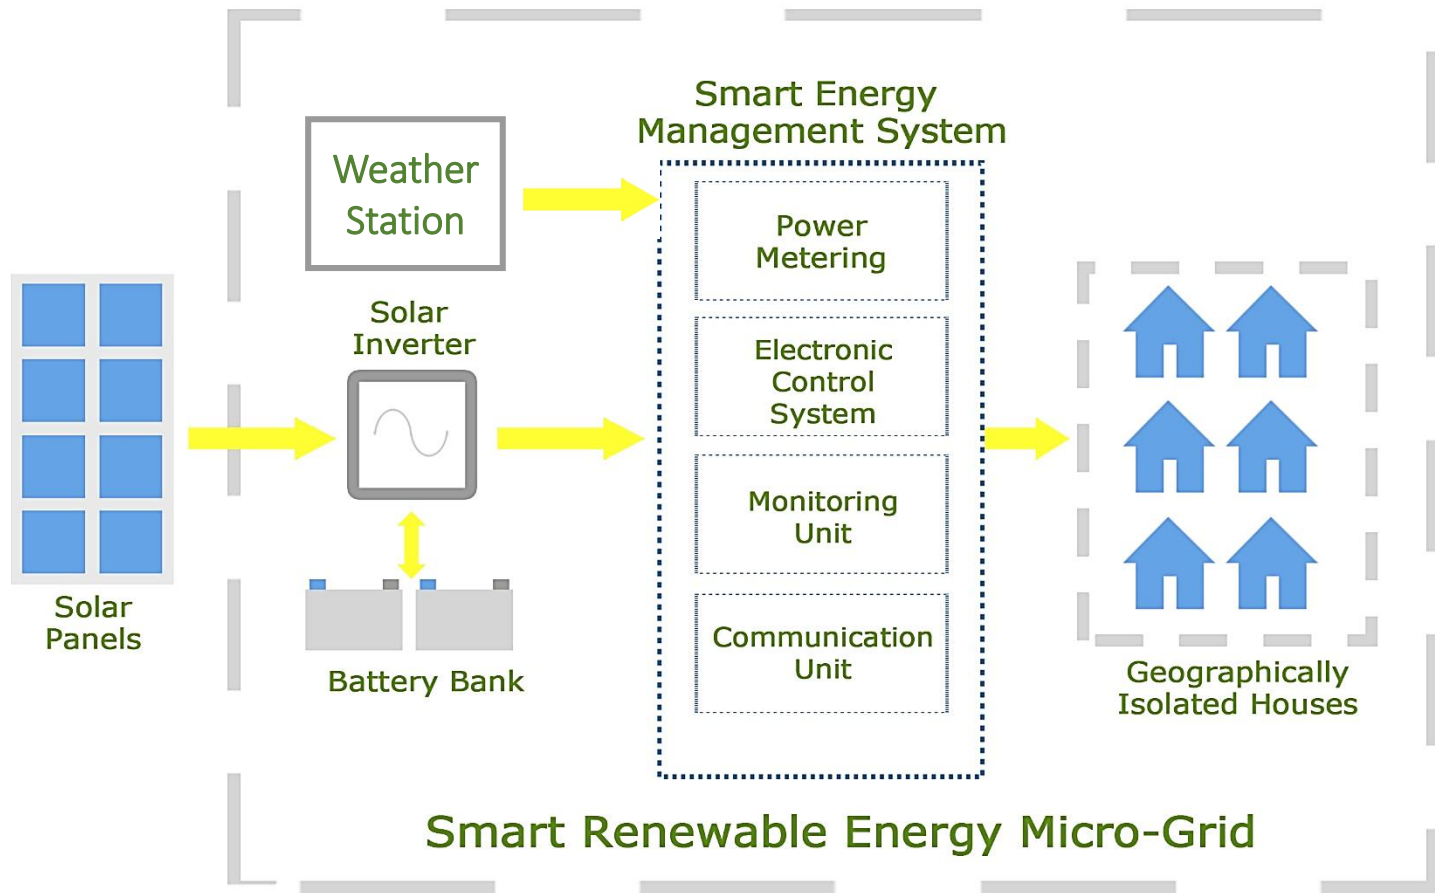 Smart Energy
Management System
Weather
Station
Power
Metering
Solar
Inverter
Electronic
Control
System
Monitoring
Unit
Solar
Panels
Battery Bank
Communication
Unit
Geographically
Isolated Houses
Smart Renewable Energy Micro-Grid